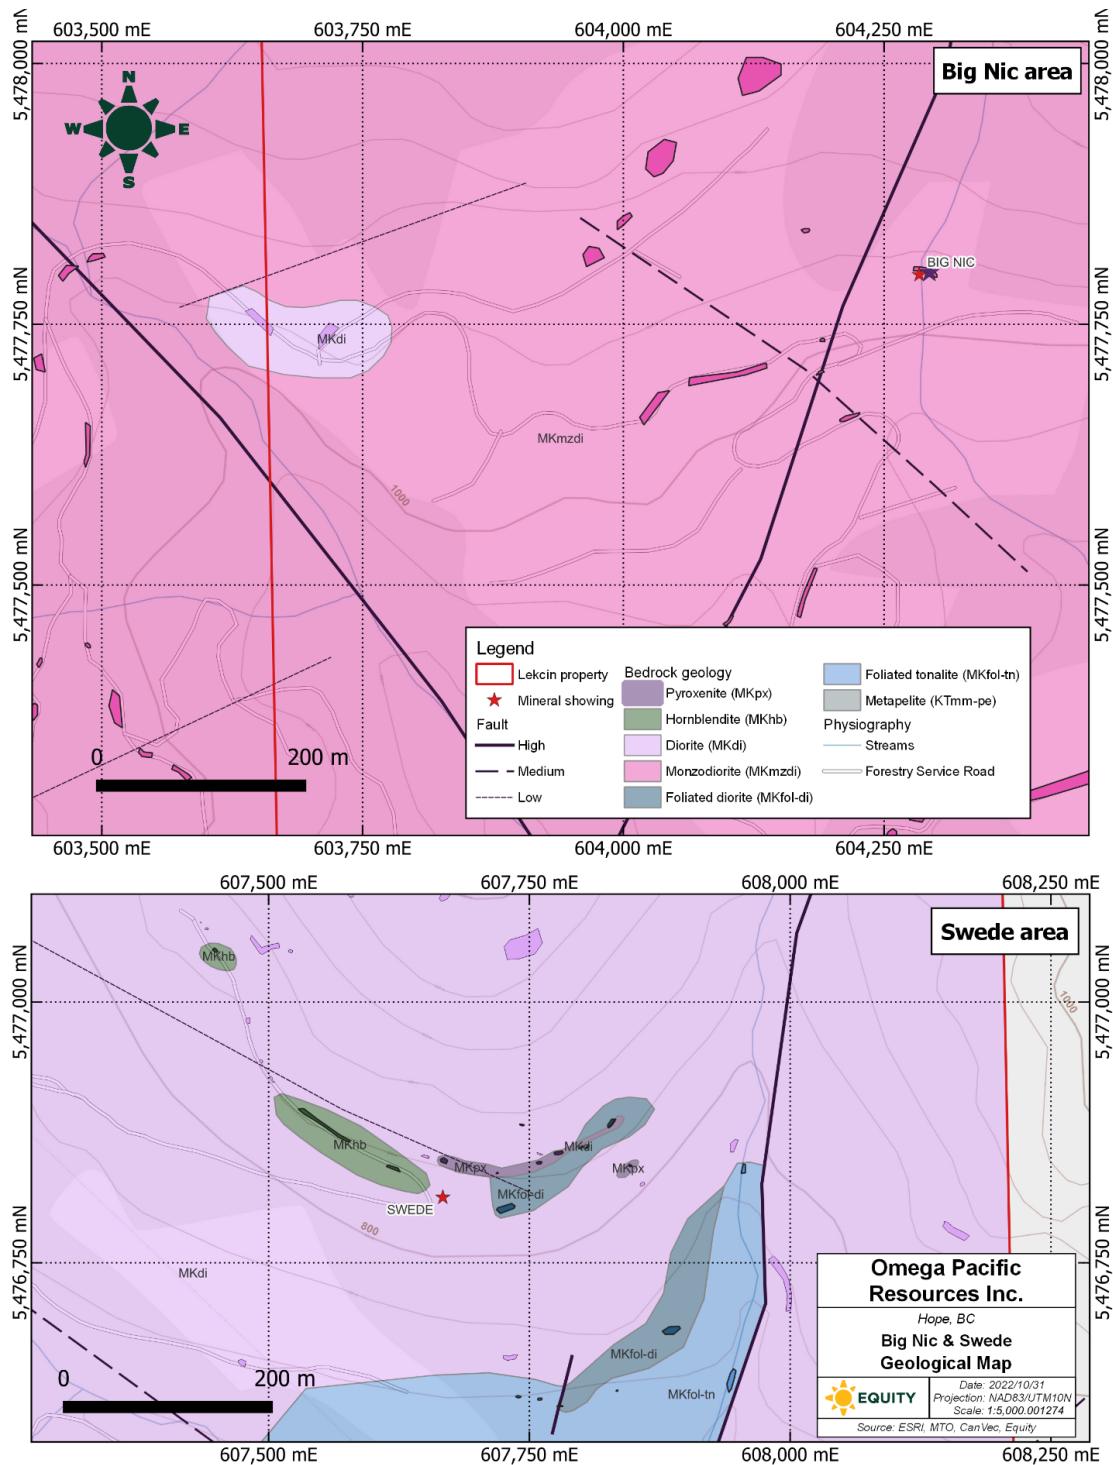 603,500 mE 603,750 mE 604,000 mE 604,250 mE
5,478,000 mN
5,478,000 mN
Big Nic area
N
W E
S
BIG NIC
5,477,750 mN
5,477,750 mN
MKdi
MKmzdi
1000
5,477,500 mN
5,477,500 mN
Legend
Lekcin property
Mineral showing
Fault
High
Medium
Low
Bedrock geology
Pyroxenite (MKpx)
Hornblendite (MKhb)
Diorite (MKdi)
Monzodiorite (MKmzdi)
Foliated diorite (MKfol-di)
Foliated tonalite (MKfol-tn)
Metapelite (KTmm-pe)
Physiography
Streams
Forestry Service Road
0 200 m
603,500 mE 603,750 mE 604,000 mE 604,250 mE
607,500 mE 607,750 mE 608,000 mE 608,250 mE
Swede area
MKhb
5,477,000 mN
5,477,000 mN
1000
MKhb
MKdi
MKpx
MKpx
MKfol-di
SWEDE
800
5,476,750 mN
5,476,750 mN
MKdi
MKfol-di
MKfol-tn
0 200 m
Omega Pacific
Resources Inc.
Hope, BC
Big Nic & Swede
Geological Map
EQUITY
Date: 2022/10/31
Projection: NAD83/UTM10N
Scale: 1:5,000.001274
Source: ESRI, MTO, CanVec, Equity
607,500 mE 607,750 mE 608,000 mE 608,250 mE